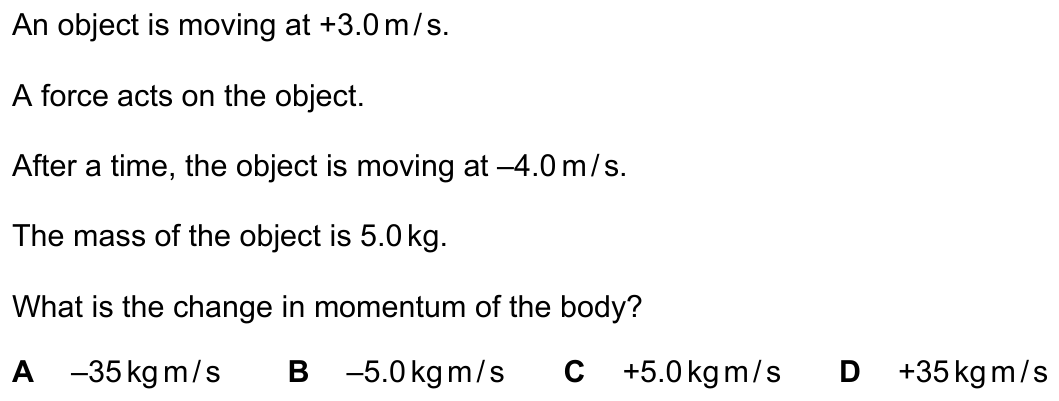 An object is moving at +3.0 m / s.
A force acts on the object.
After a time, the object is moving at –4.0 m / s.
The mass of the object is 5.0 kg.
What is the change in momentum of the body?
A –35 kg m / s B –5.0 kg m / s C +5.0 kg m / s D +35 kg m / s